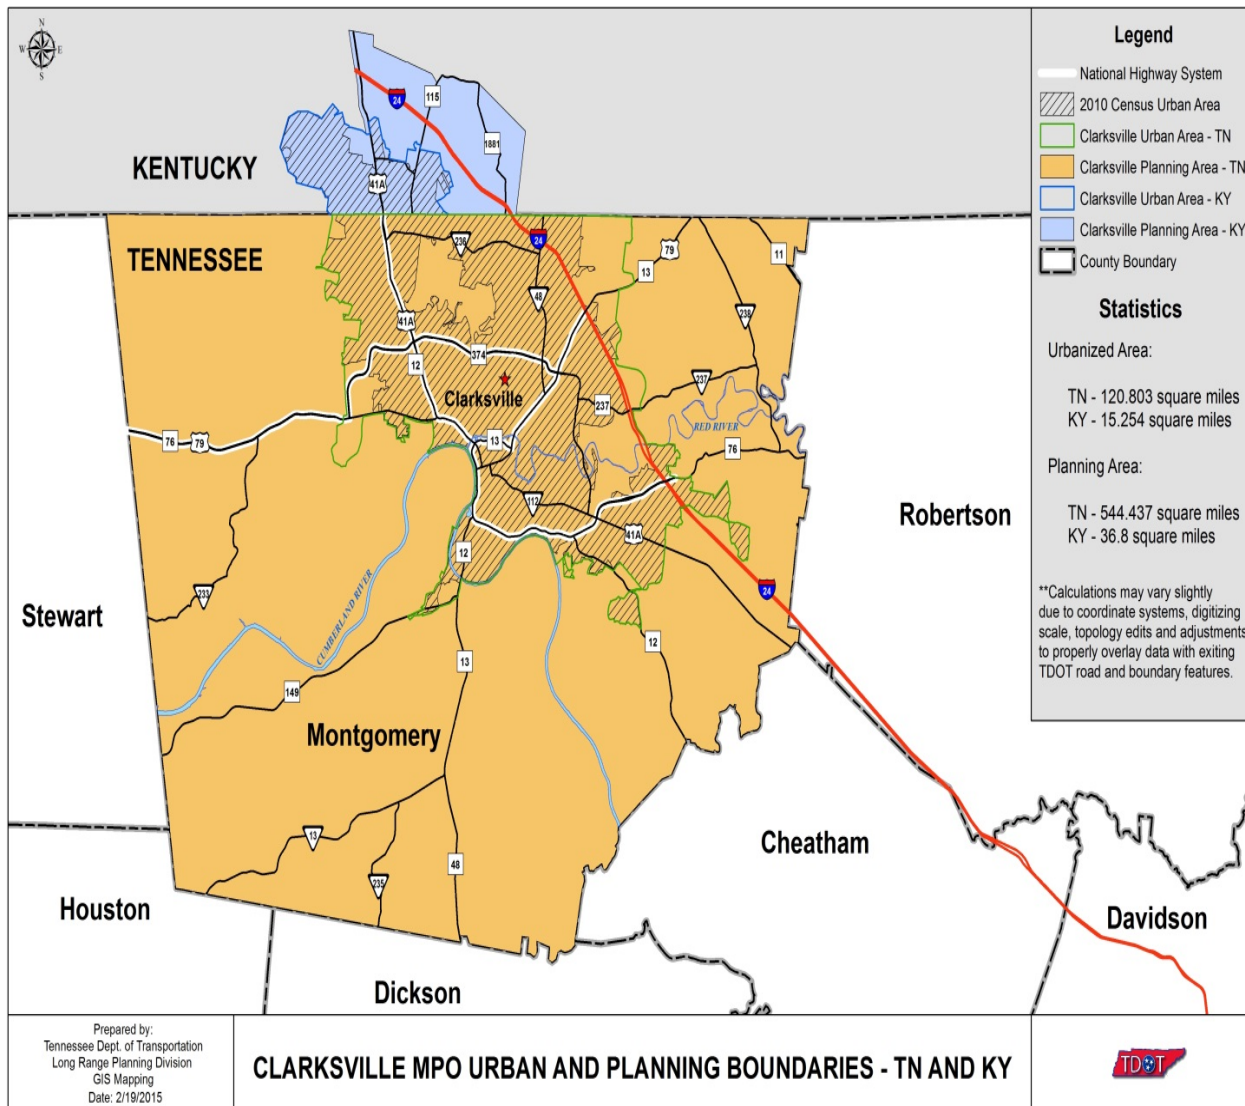 N
W
E
S
KENTUCKY
TENNESSEE
24
115
1881
41A
236
24
79
13
11
48
238
41A
12
374
Clarksville
237
237
RED RIVER
76
79
13
76
112
41A
12
233
CUMBERLAND RIVER
24
12
13
149
Montgomery
13
48
235
Stewart
Robertson
Cheatham
Houston
Dickson
Davidson
Legend
National Highway System
2010 Census Urban Area
Clarksville Urban Area - TN
Clarksville Planning Area - TN
Clarksville Urban Area - KY
Clarksville Planning Area - KY
County Boundary
Statistics
Urbanized Area:
TN - 120.803 square miles
KY - 15.254 square miles
Planning Area:
TN - 544.437 square miles
KY - 36.8 square miles
**Calculations may vary slightly
due to coordinate systems, digitizing
scale, topology edits and adjustments
to properly overlay data with exiting
TDOT road and boundary features.
Prepared by:
Tennessee Dept. of Transportation
Long Range Planning Division
GIS Mapping
Date: 2/19/2015
CLARKSVILLE MPO URBAN AND PLANNING BOUNDARIES - TN AND KY
TDOT